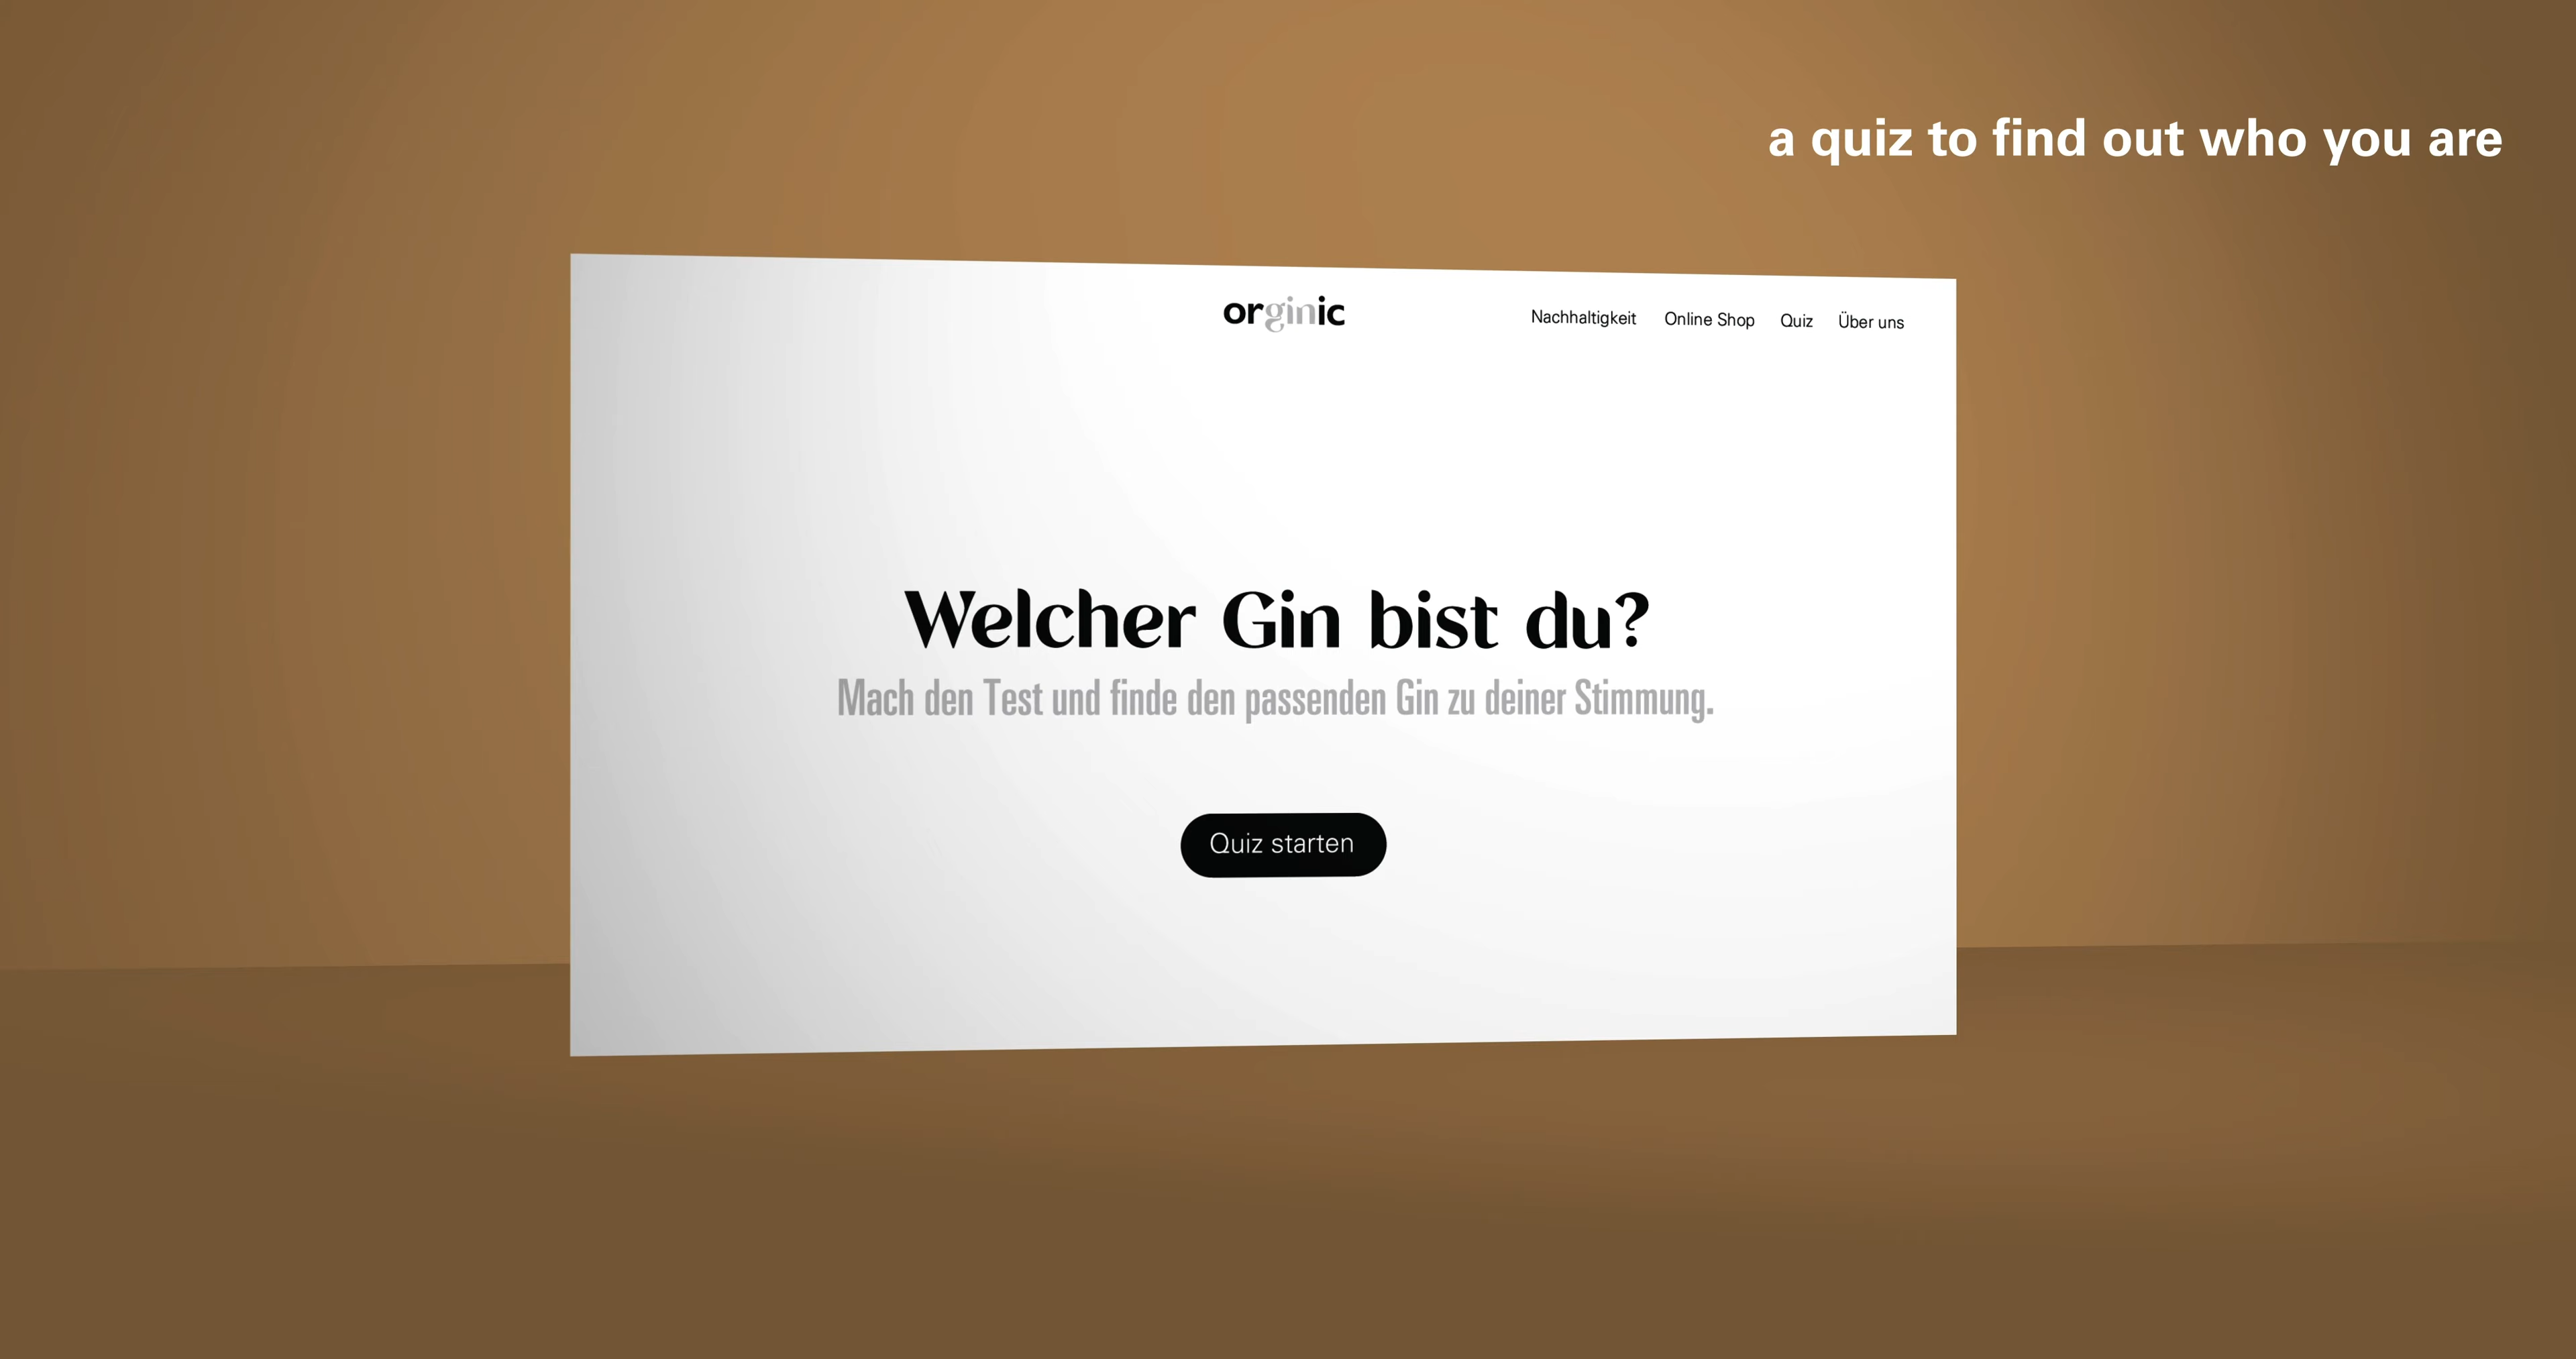 a quiz to find out who you are
orginic
Nachhaltigkeit Online Shop Quiz Über uns
Welcher Gin bist du?
Mach den Test und finde den passenden Gin zu deiner Stimmung.
Quiz starten